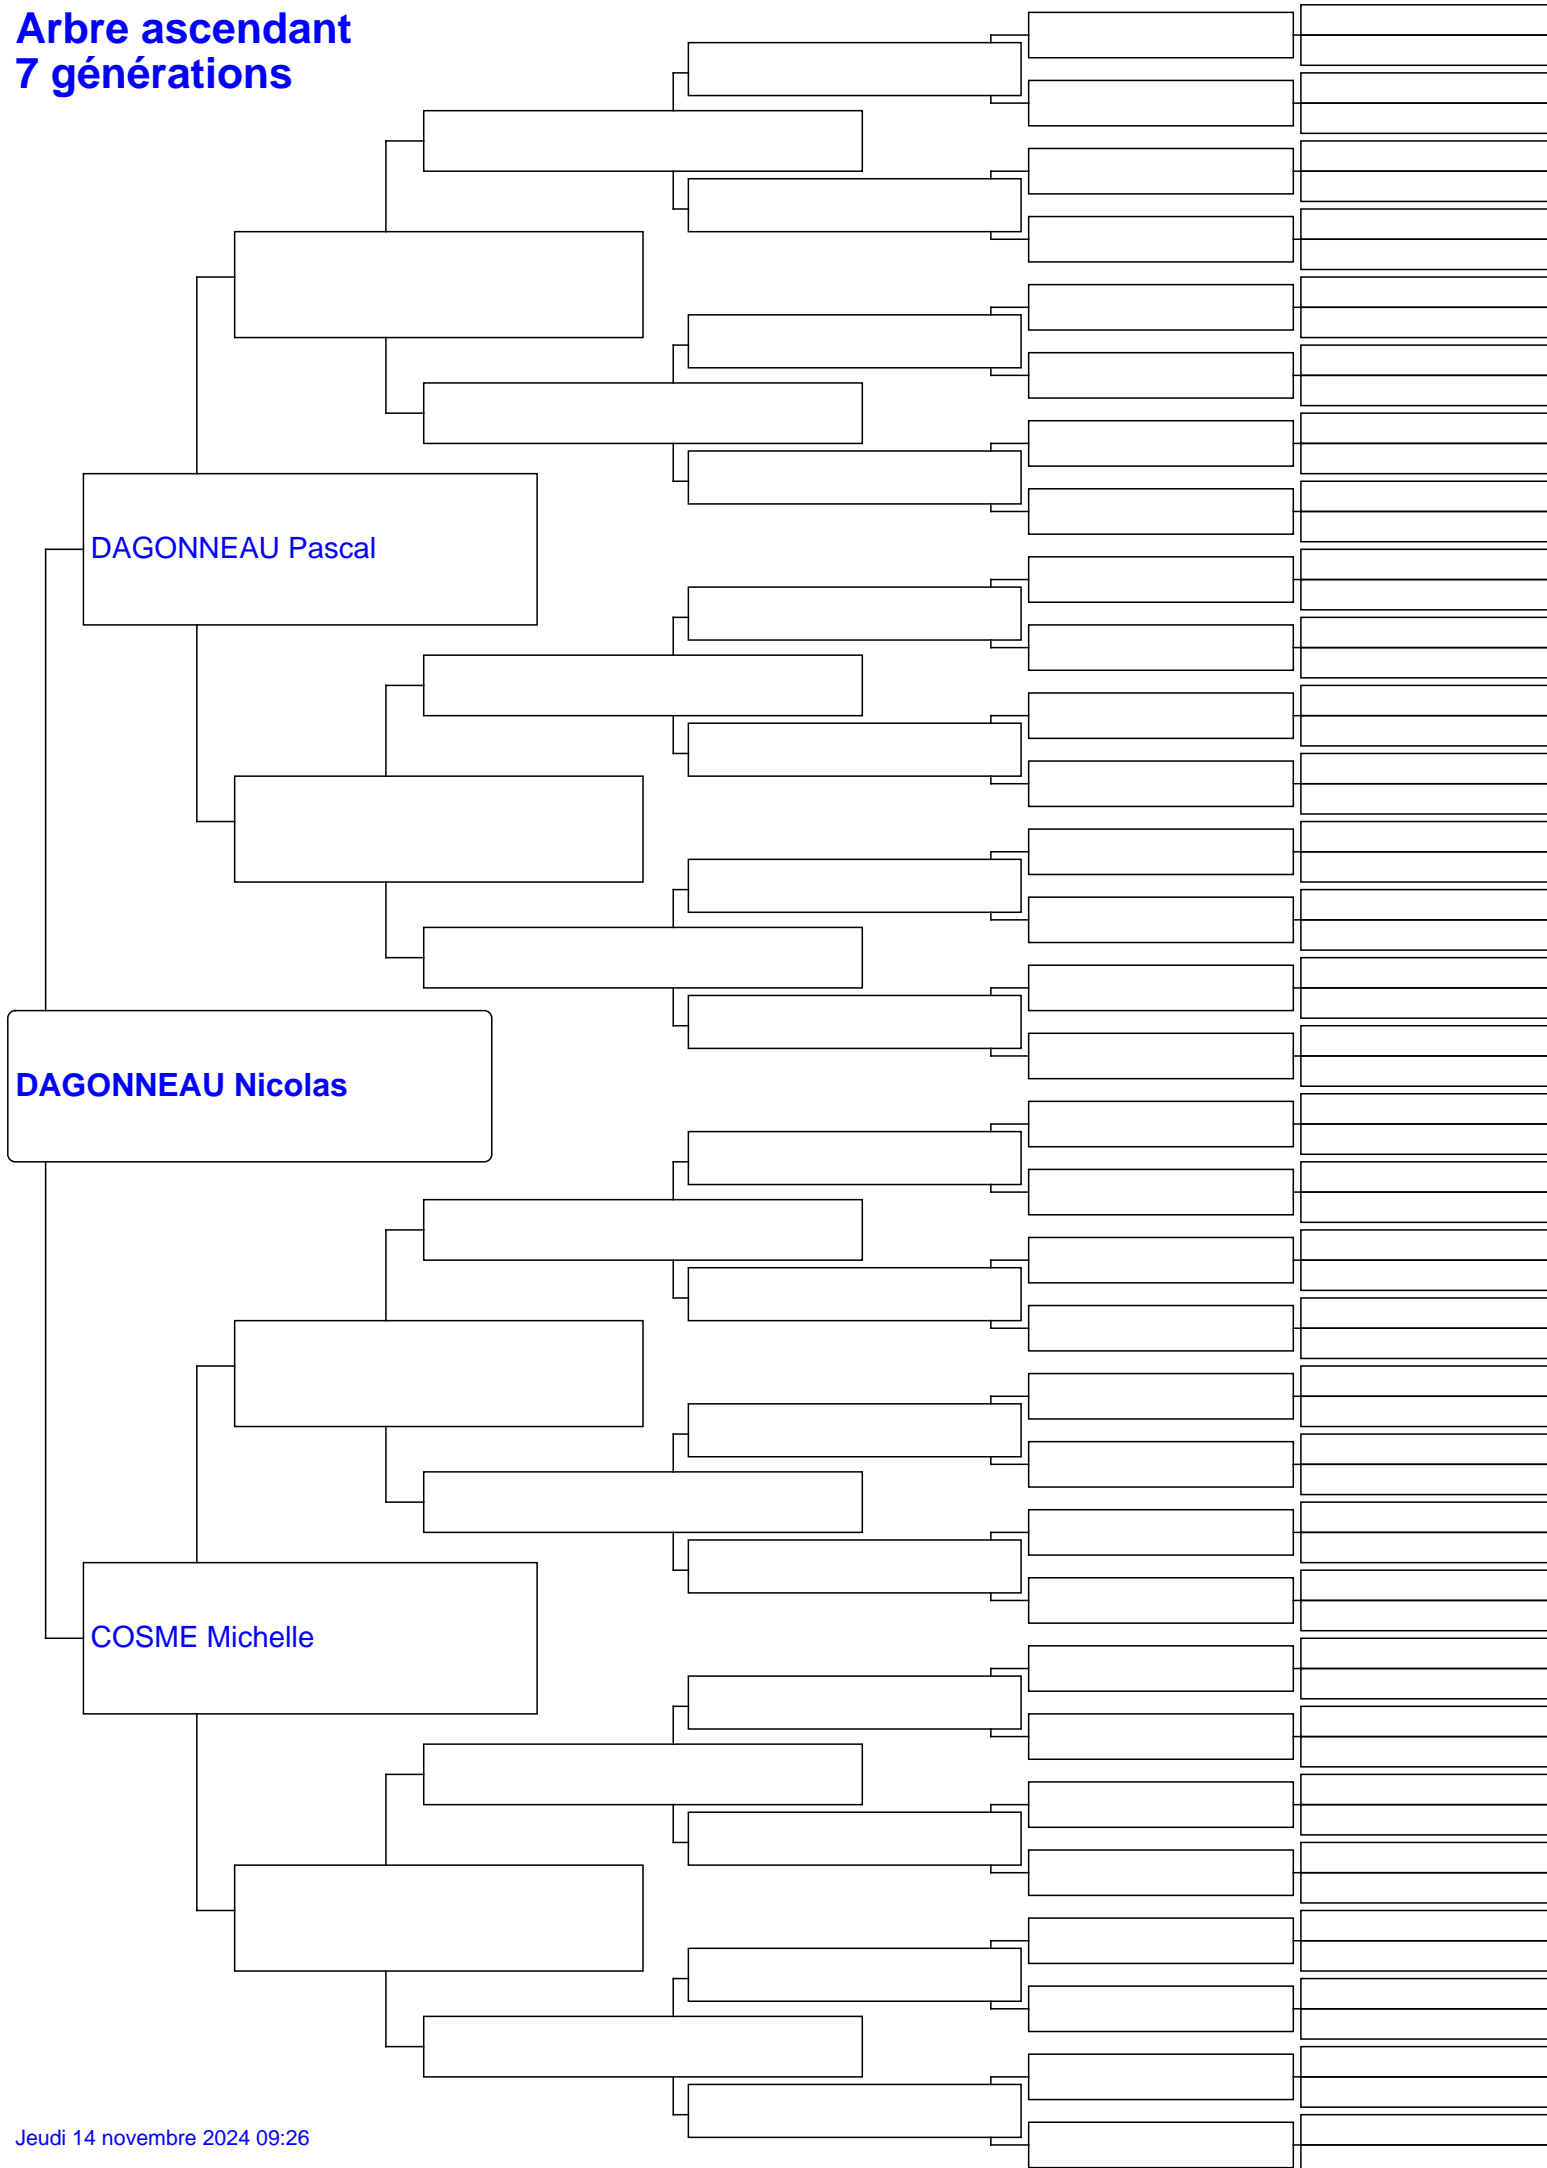 Arbre ascendant
7 générations
DAGONNEAU Pascal
DAGONNEAU Nicolas
COSME Michelle
Jeudi 14 novembre 2024 09:26